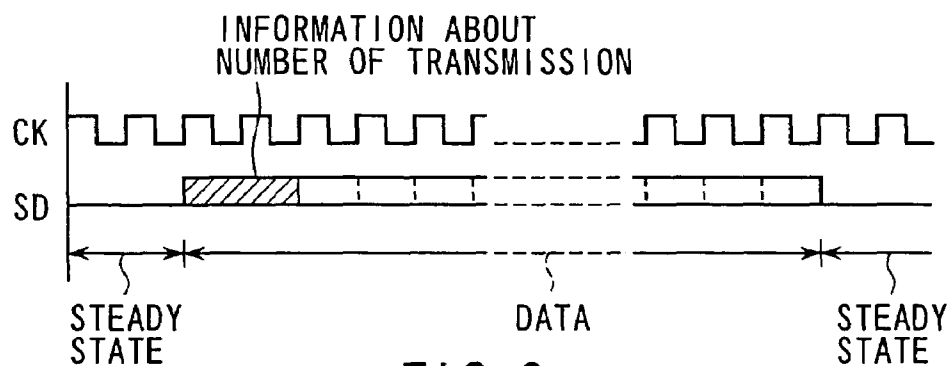 INFORMATION ABOUT
NUMBER OF TRANSMISSION
CK
SD
STEADY
STATE
DATA
STEADY
STATE